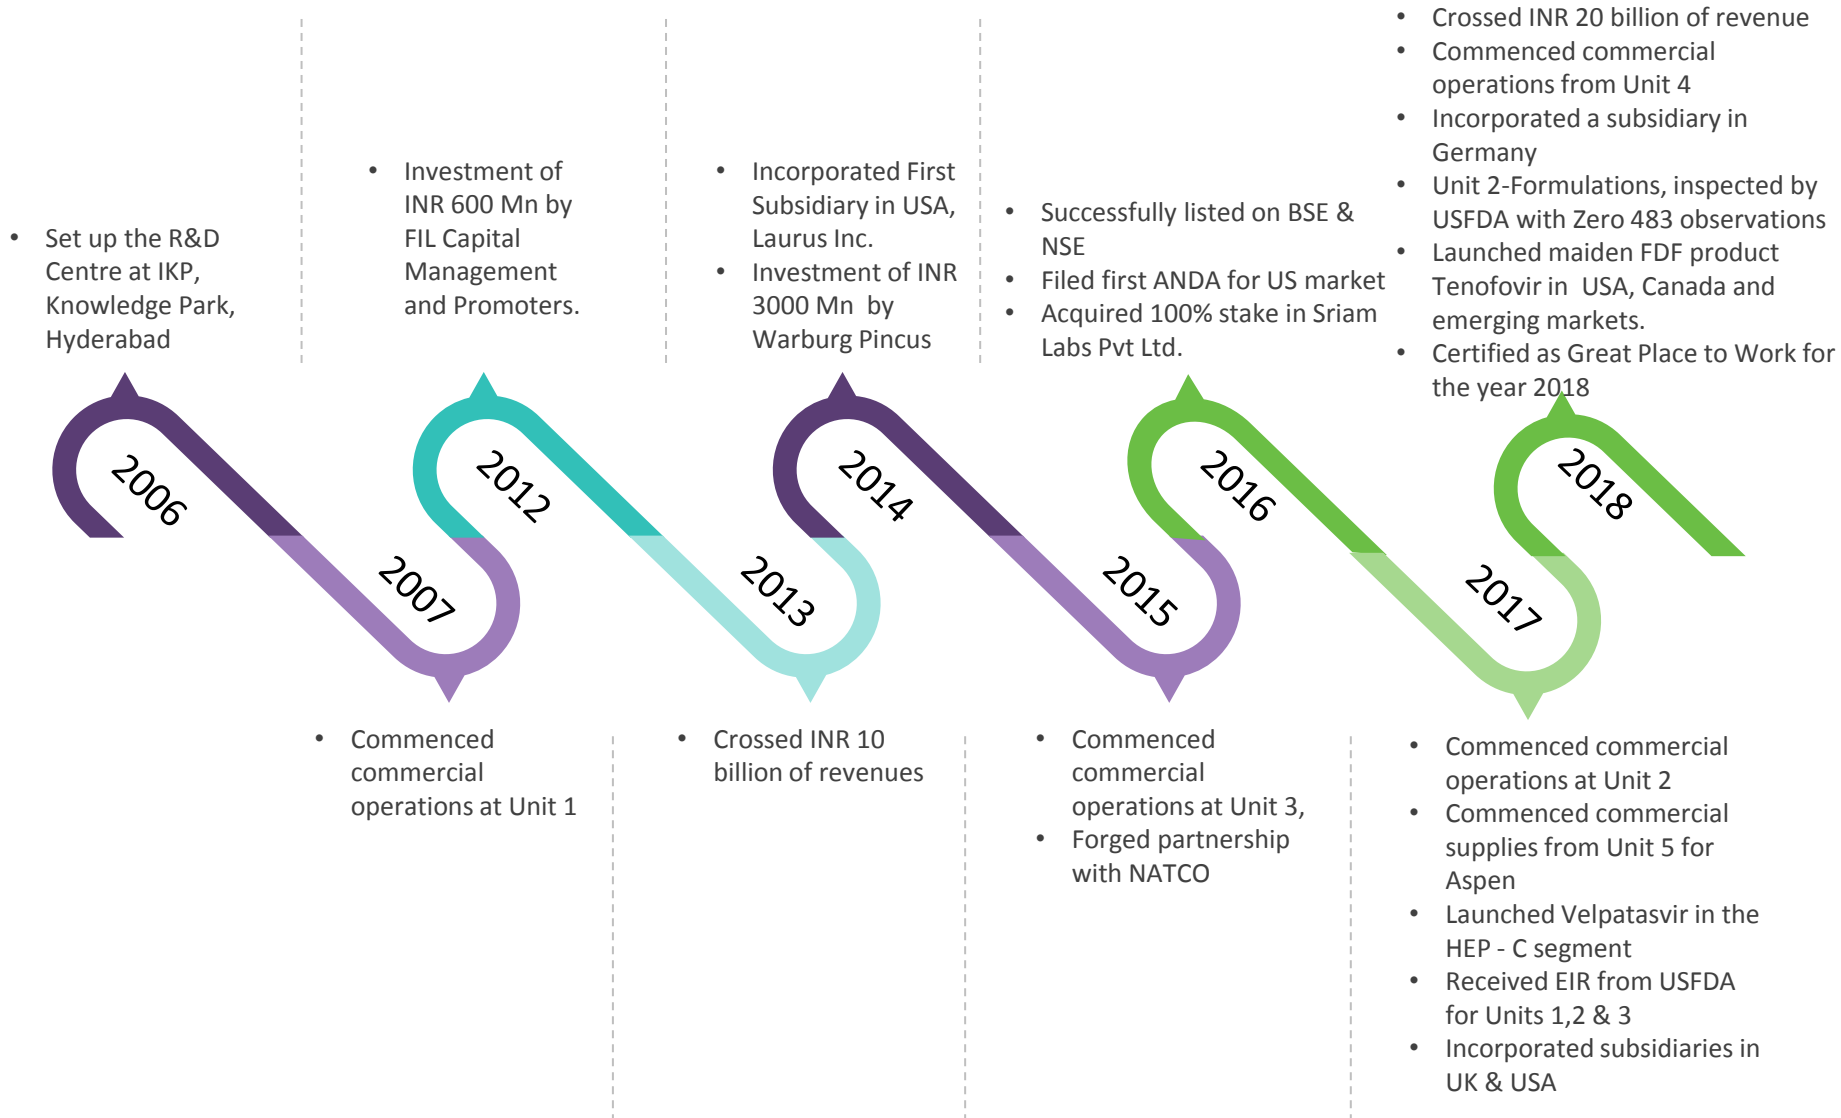 • Set up the R&D
Centre at IKP,
Knowledge Park,
Hyderabad
2006
2007
• Commenced
commercial
operations at Unit 1
• Investment of
INR 600 Mn by
FIL Capital
Management
and Promoters.
2012
2013
• Crossed INR 10
billion of revenues
• Incorporated First
Subsidiary in USA,
Laurus Inc.
• Investment of INR
3000 Mn by
Warburg Pincus
2014
2015
• Commenced
commercial
operations at Unit 3,
• Forged partnership
with NATCO
• Successfully listed on BSE &
NSE
• Filed first ANDA for US market
• Acquired 100% stake in Sriam
Labs Pvt Ltd.
2016
2017
• Commenced commercial
operations at Unit 2
• Commenced commercial
supplies from Unit 5 for
Aspen
• Launched Velpatasvir in the
HEP - C segment
• Received EIR from USFDA
for Units 1,2 & 3
• Incorporated subsidiaries in
UK & USA
• Crossed INR 20 billion of revenue
• Commenced commercial
operations from Unit 4
• Incorporated a subsidiary in
Germany
• Unit 2-Formulations, inspected by
USFDA with Zero 483 observations
• Launched maiden FDF product
Tenofovir in USA, Canada and
emerging markets.
• Certified as Great Place to Work for
the year 2018
2018